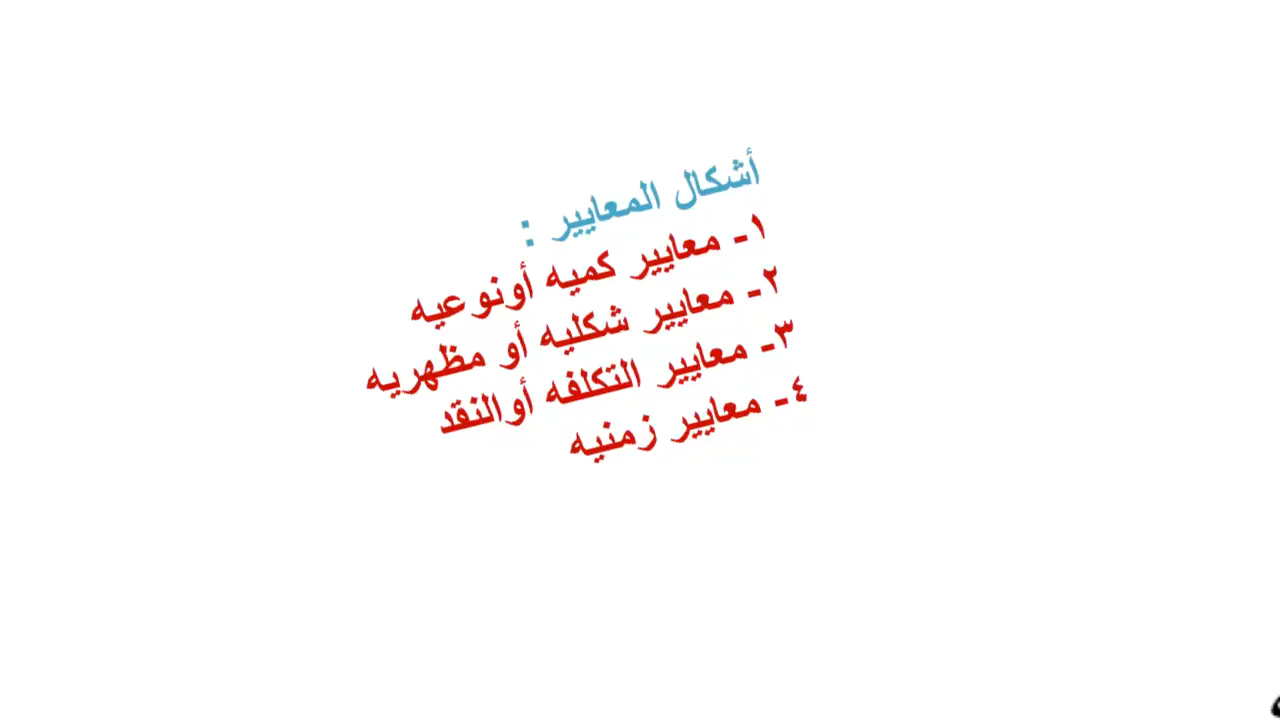 أشكال المعايير :
١- معايير كميه أونوعيه
٢- معايير شكليه أو مظهريه
٣- معايير التكلفه أوالنقد
٤- معايير زمنيه